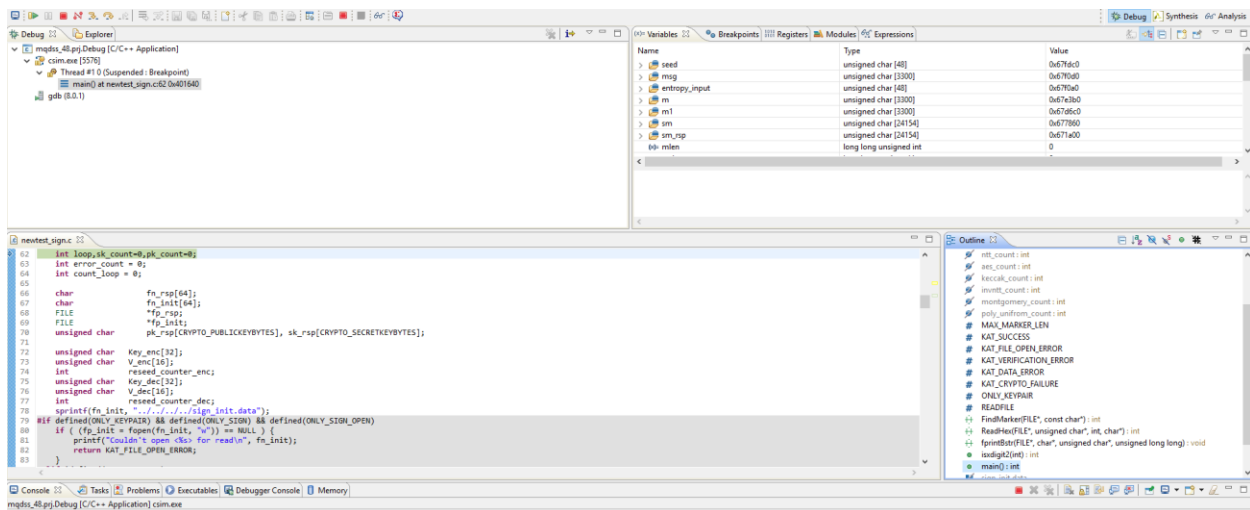 Debug Synthesis Analysis
Debug Explorer
mqdss_48.prj.Debug [C/C++ Application]
csim.exe [5576]
Thread #1 0 (Suspended : Breakpoint)
main() at newtest_sign.c:62 0x401640
gdb (8.0.1)
(x)= Variables Breakpoints Registers Modules Expressions
Name Type Value
seed unsigned char [48] 0x67fdc0
msg unsigned char [3300] 0x67f0d0
entropy_input unsigned char [48] 0x67f0a0
m unsigned char [3300] 0x67e3b0
m1 unsigned char [3300] 0x67d6c0
sm unsigned char [24154] 0x677860
sm_rsp unsigned char [24154] 0x671a00
(x)= mlen long long unsigned int 0
newtest_sign.c
62 int loop,sk_count=0,pk_count=0;
63 int error_count = 0;
64 int count_loop = 0;
65
66 char fn_rsp[64];
67 char fn_init[64];
68 FILE *fp_rsp;
69 FILE *fp_init;
70 unsigned char pk_rsp[CRYPTO_PUBLICKEYBYTES], sk_rsp[CRYPTO_SECRETKEYBYTES];
71
72 unsigned char Key_enc[32];
73 unsigned char V_enc[16];
74 int reseed_counter_enc;
75 unsigned char Key_dec[32];
76 unsigned char V_dec[16];
77 int reseed_counter_dec;
78 sprintf(fn_init, "../../../../sign_init.data");
79 #if defined(ONLY_KEYPAIR) && defined(ONLY_SIGN) && defined(ONLY_SIGN_OPEN)
80 if ( (fp_init = fopen(fn_init, "w")) == NULL ) {
81 printf("Couldn't open <%s> for read\n", fn_init);
82 return KAT_FILE_OPEN_ERROR;
83 }
Outline
ntt_count : int
aes_count : int
keccak_count : int
invntt_count : int
montgomery_count : int
poly_unifrom_count : int
MAX_MARKER_LEN
KAT_SUCCESS
KAT_FILE_OPEN_ERROR
KAT_VERIFICATION_ERROR
KAT_DATA_ERROR
KAT_CRYPTO_FAILURE
ONLY_KEYPAIR
READFILE
FindMarker(FILE*, const char*) : int
ReadHex(FILE*, unsigned char*, int, char*) : int
fprintBstr(FILE*, char*, unsigned char*, unsigned long long) : void
isxdigit2(int) : int
main() : int
Console Tasks Problems Executables Debugger Console Memory
mqdss_48.prj.Debug [C/C++ Application] csim.exe